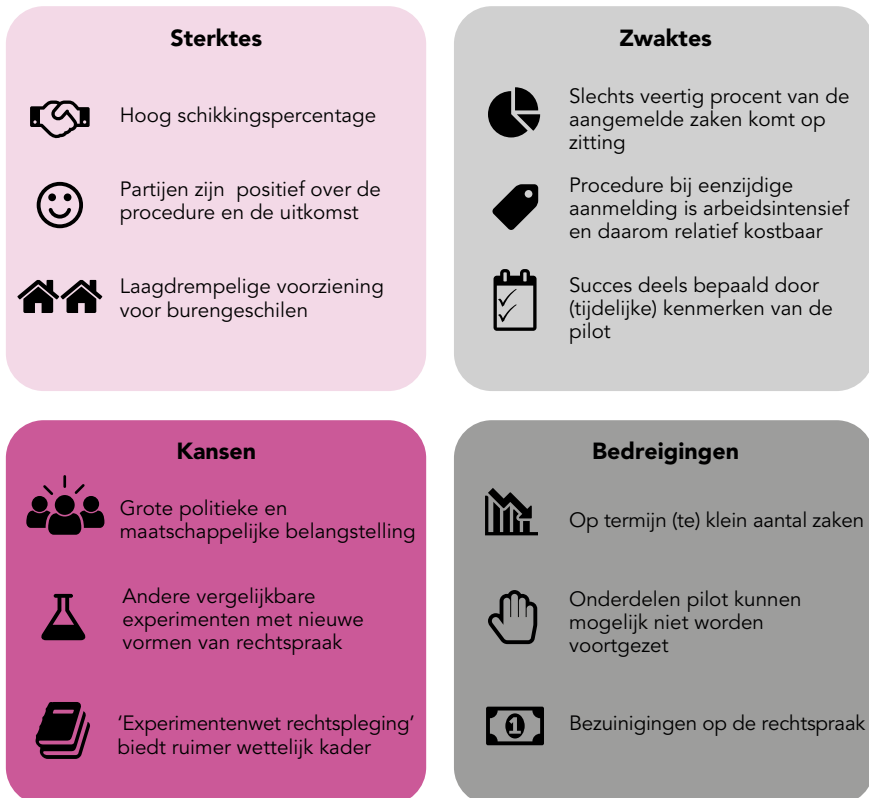 Sterktes
Hoog schikkingspercentage
Partijen zijn positief over de
procedure en de uitkomst
Laagdrempelige voorziening
voor burengeschilen
Zwaktes
Slechts veertig procent van de
aangemelde zaken komt op
zitting
Procedure bij eenzijdige
aanmelding is arbeidsintensief
en daarom relatief kostbaar
Succes deels bepaald door
(tijdelijke) kenmerken van de
pilot
Kansen
Grote politieke en
maatschappelijke belangstelling
Andere vergelijkbare
experimenten met nieuwe
vormen van rechtspraak
'Experimentenwet rechtspleging'
biedt ruimer wettelijk kader
Bedreigingen
Op termijn (te) klein aantal zaken
Onderdelen pilot kunnen
mogelijk niet worden
voortgezet
1
Bezuinigingen op de rechtspraak